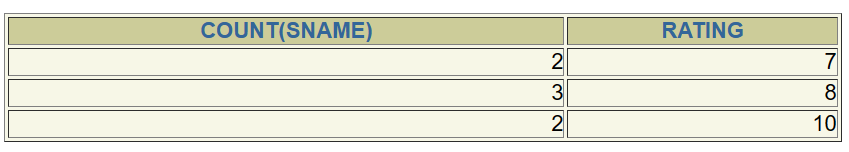 COUNT(SNAME) RATING
2 7
3 8
2 10